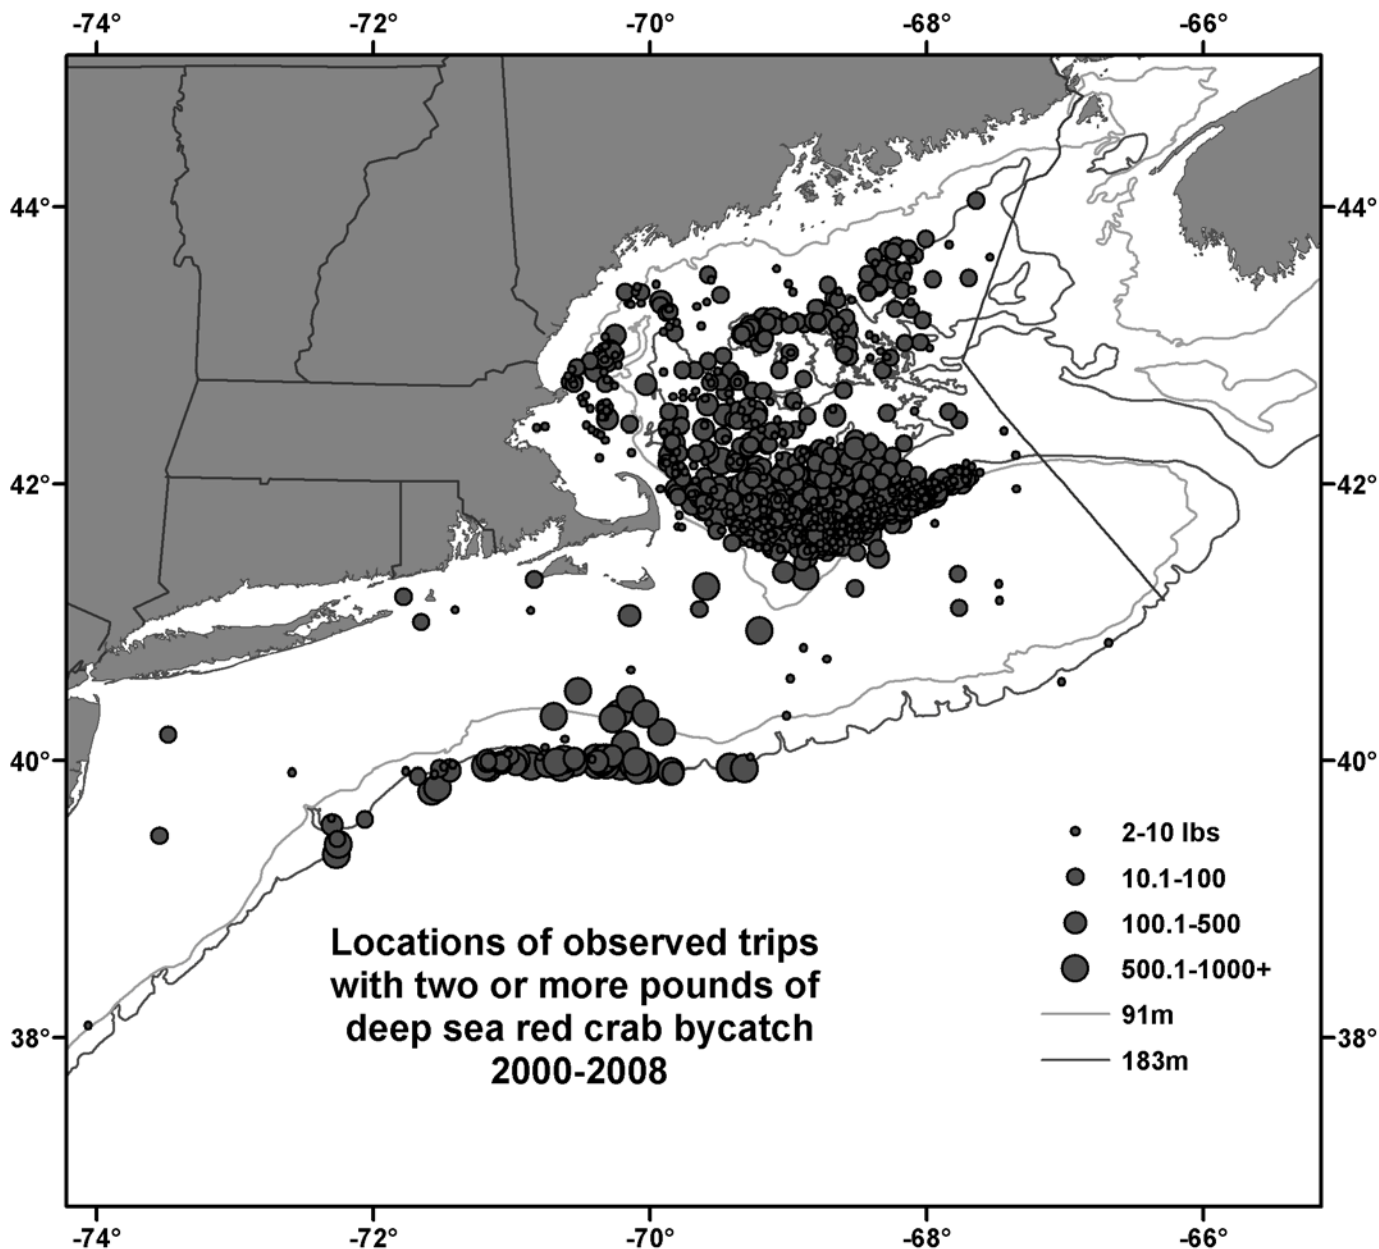 -74° -72° -70° -68° -66°
44° 44°
42° 42°
40° 40°
2-10 lbs
10.1-100
100.1-500
Locations of observed trips
with two or more pounds of
deep sea red crab bycatch
2000-2008
500.1-1000+
91m
38° 38°
183m
-74° -72° -70° -68° -66°